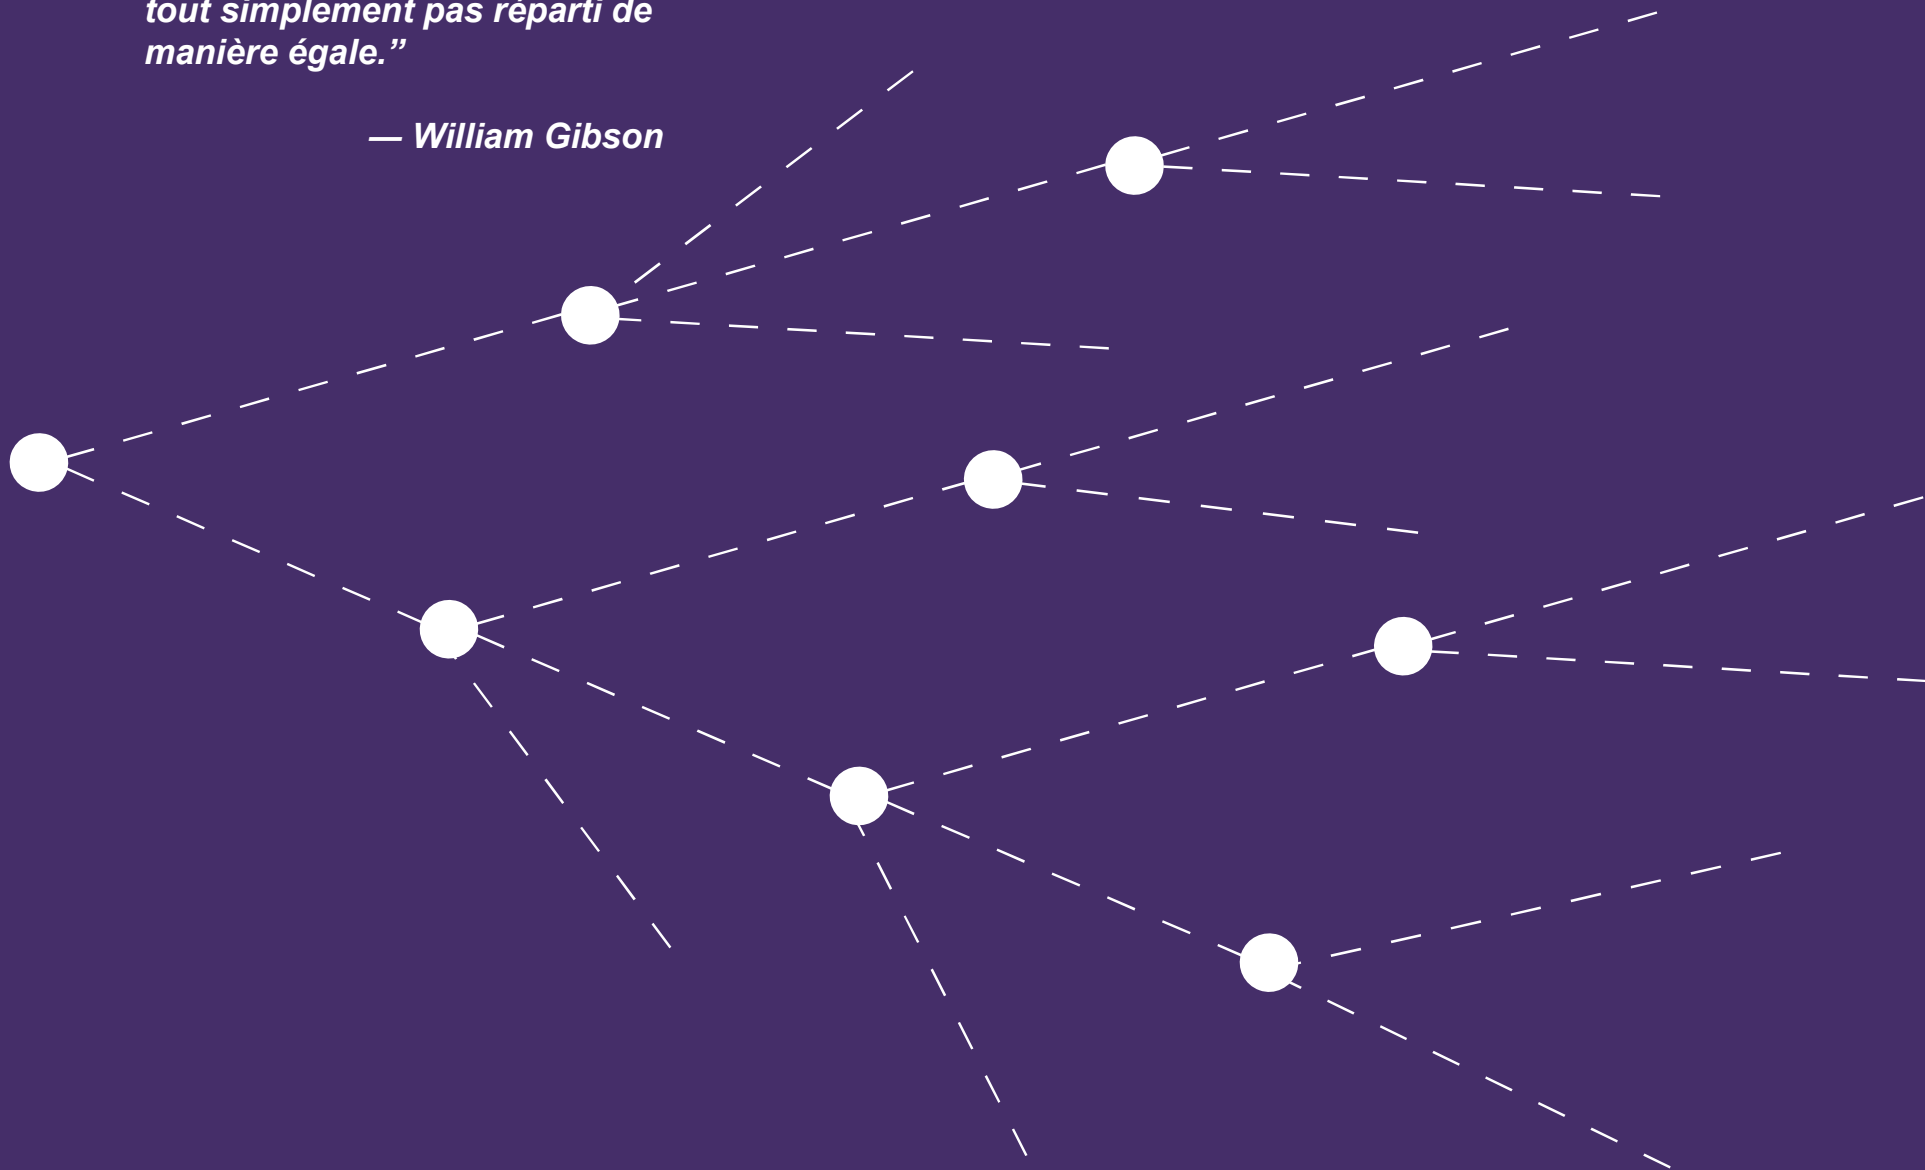 tout simplement pas réparti de
manière égale.”
— William Gibson